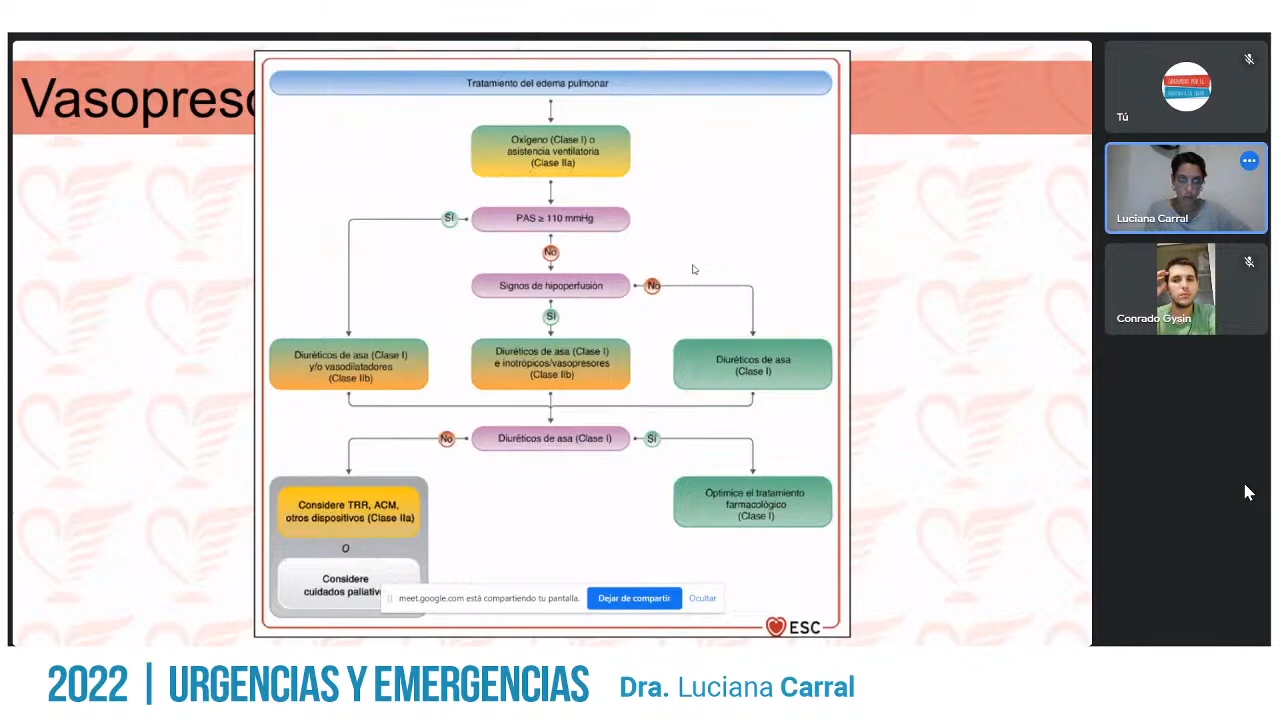 Vasopreso
Tratamiento del edema pulmonar
Oxígeno (Clase I) o
asistencia ventilatoria
(Clase IIa)
Sí
PAS ≥ 110 mmHg
No
Signos de hipoperfusión
No
Sí
Diuréticos de asa (Clase I)
y/o vasodilatadores
(Clase IIb)
Diuréticos de asa (Clase I)
e inotrópicos/vasopresores
(Clase IIb)
Diuréticos de asa
(Clase I)
No
Diuréticos de asa (Clase I)
Sí
Considere TRR, ACM,
otros dispositivos (Clase IIa)
O
Considere
cuidados paliativ
Optimice el tratamiento
farmacológico
(Clase I)
meet.google.com está compartiendo tu pantalla.
Dejar de compartir
Ocultar
ESC
Tú
Luciana Carral
Conrado Gysin
2022 | URGENCIAS Y EMERGENCIAS
Dra. Luciana Carral